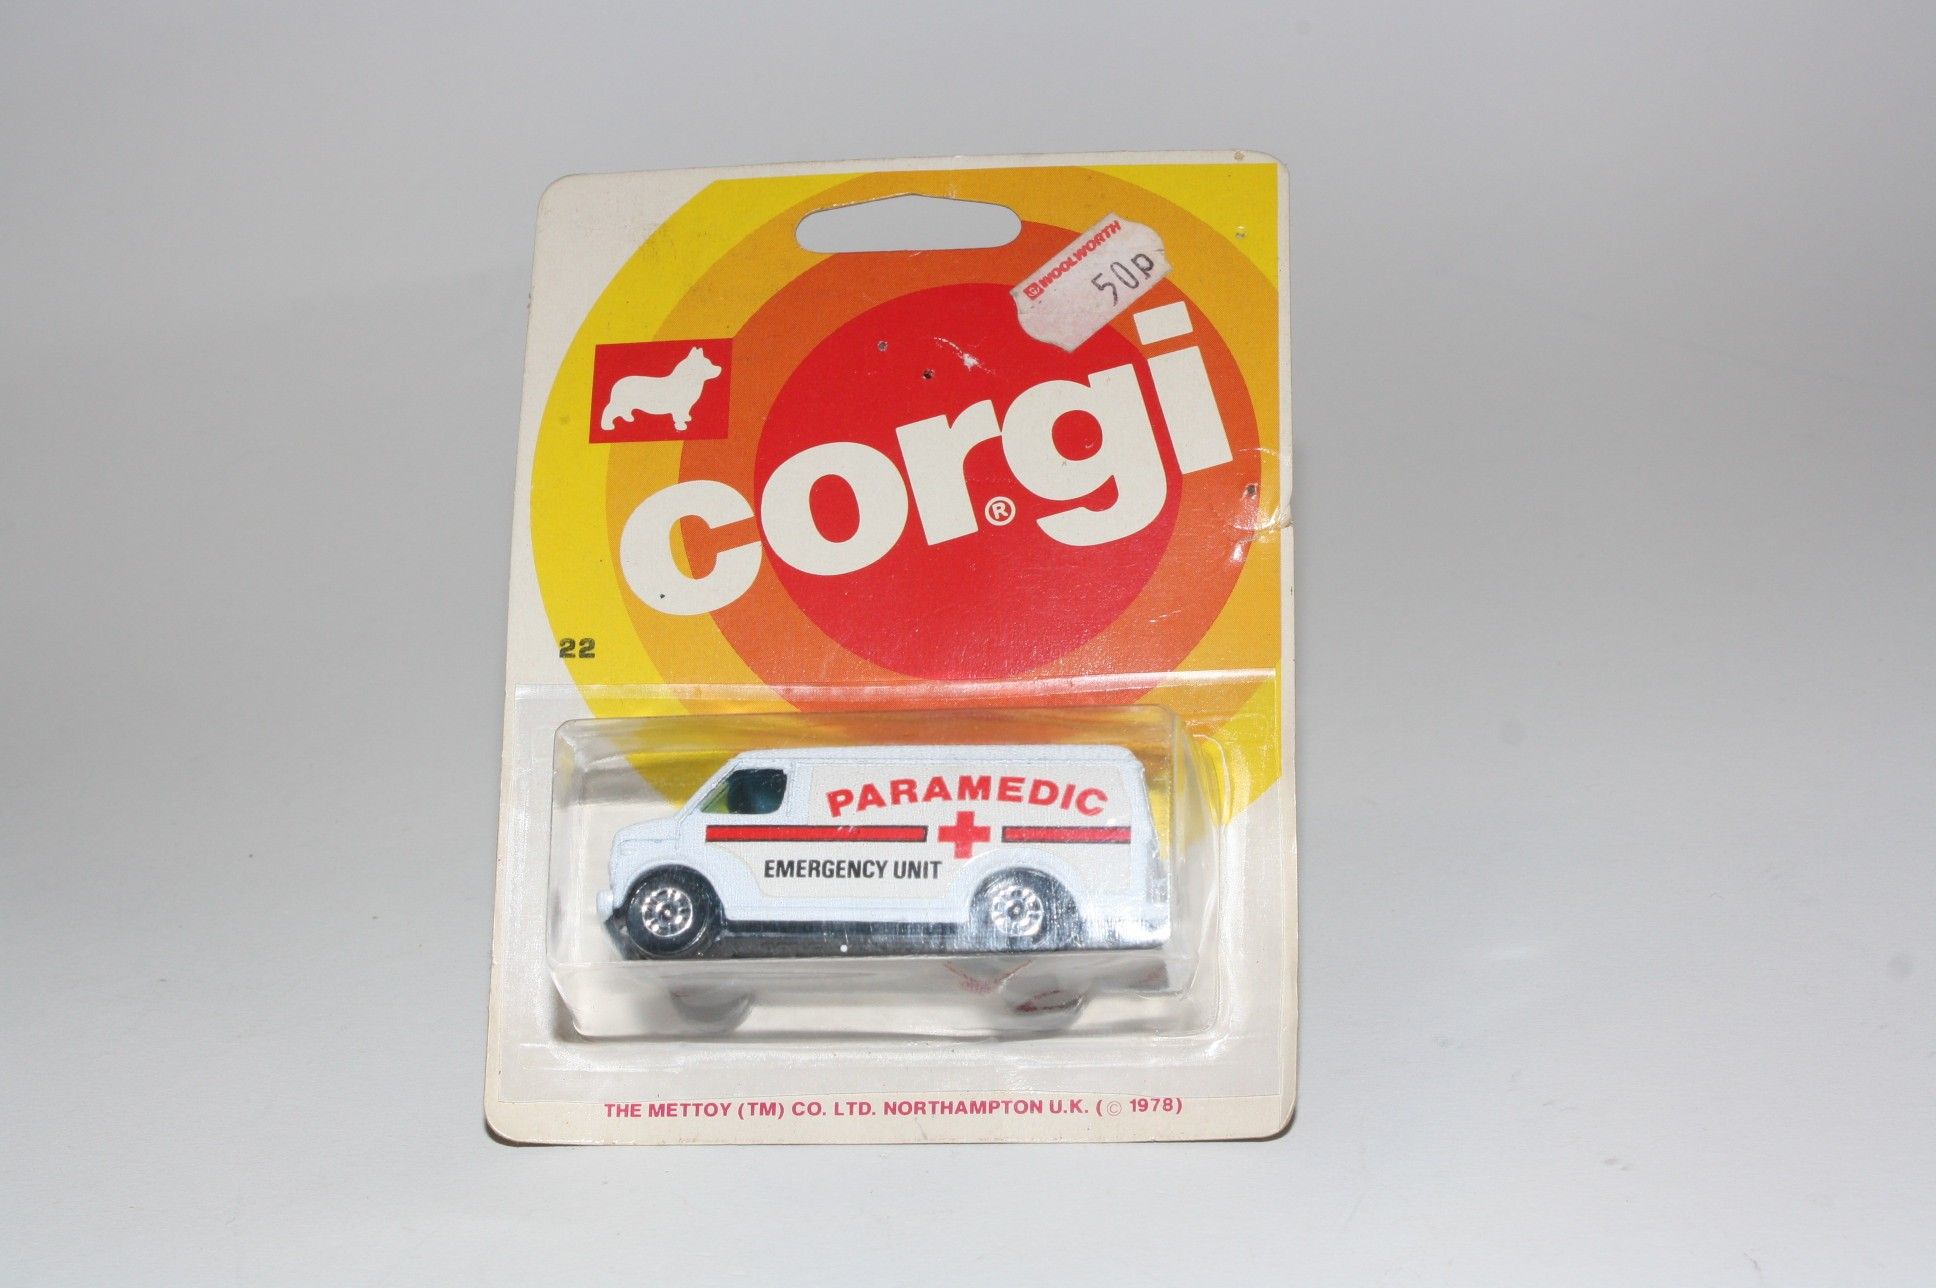 WOOLWORTH
50p
corgi®
22
PARAMEDIC
EMERGENCY UNIT
THE METTOY (TM) CO. LTD. NORTHAMPTON U.K. (© 1978)